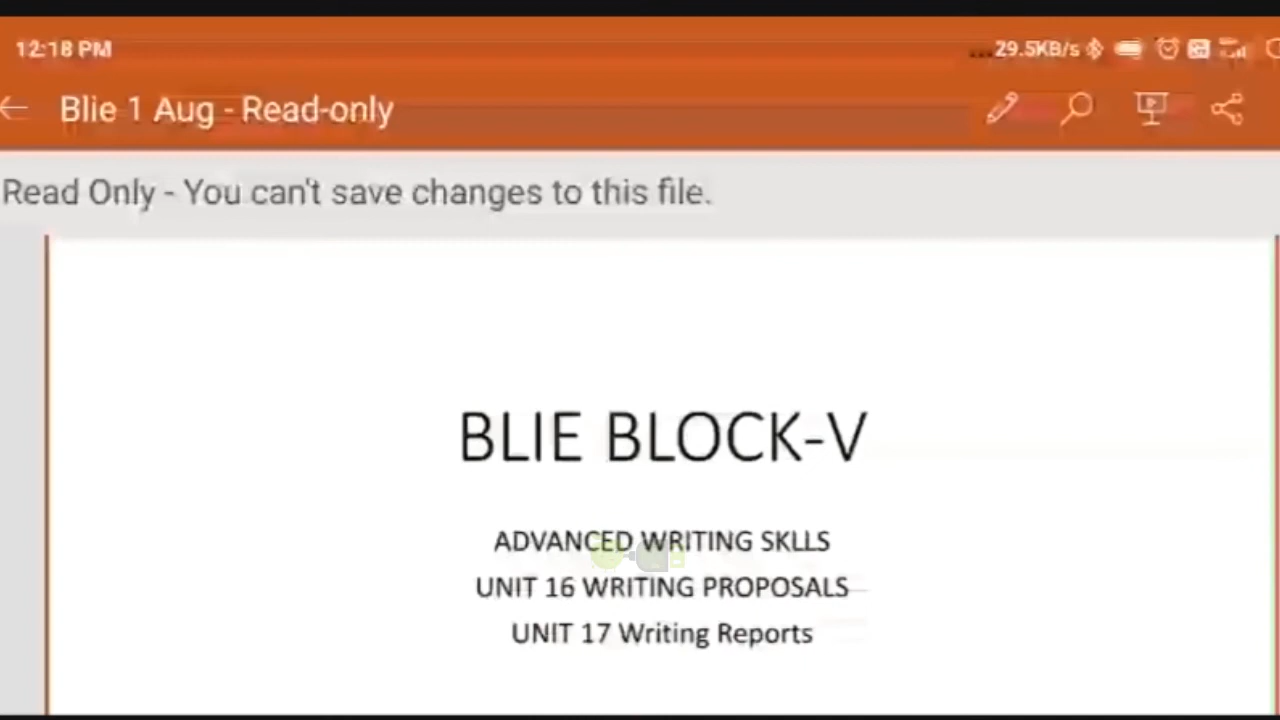 12:18 PM
...29.5KB/s
Blie 1 Aug - Read-only
Read Only - You can't save changes to this file.
BLIE BLOCK-V
ADVANCED WRITING SKLLS
UNIT 16 WRITING PROPOSALS
UNIT 17 Writing Reports